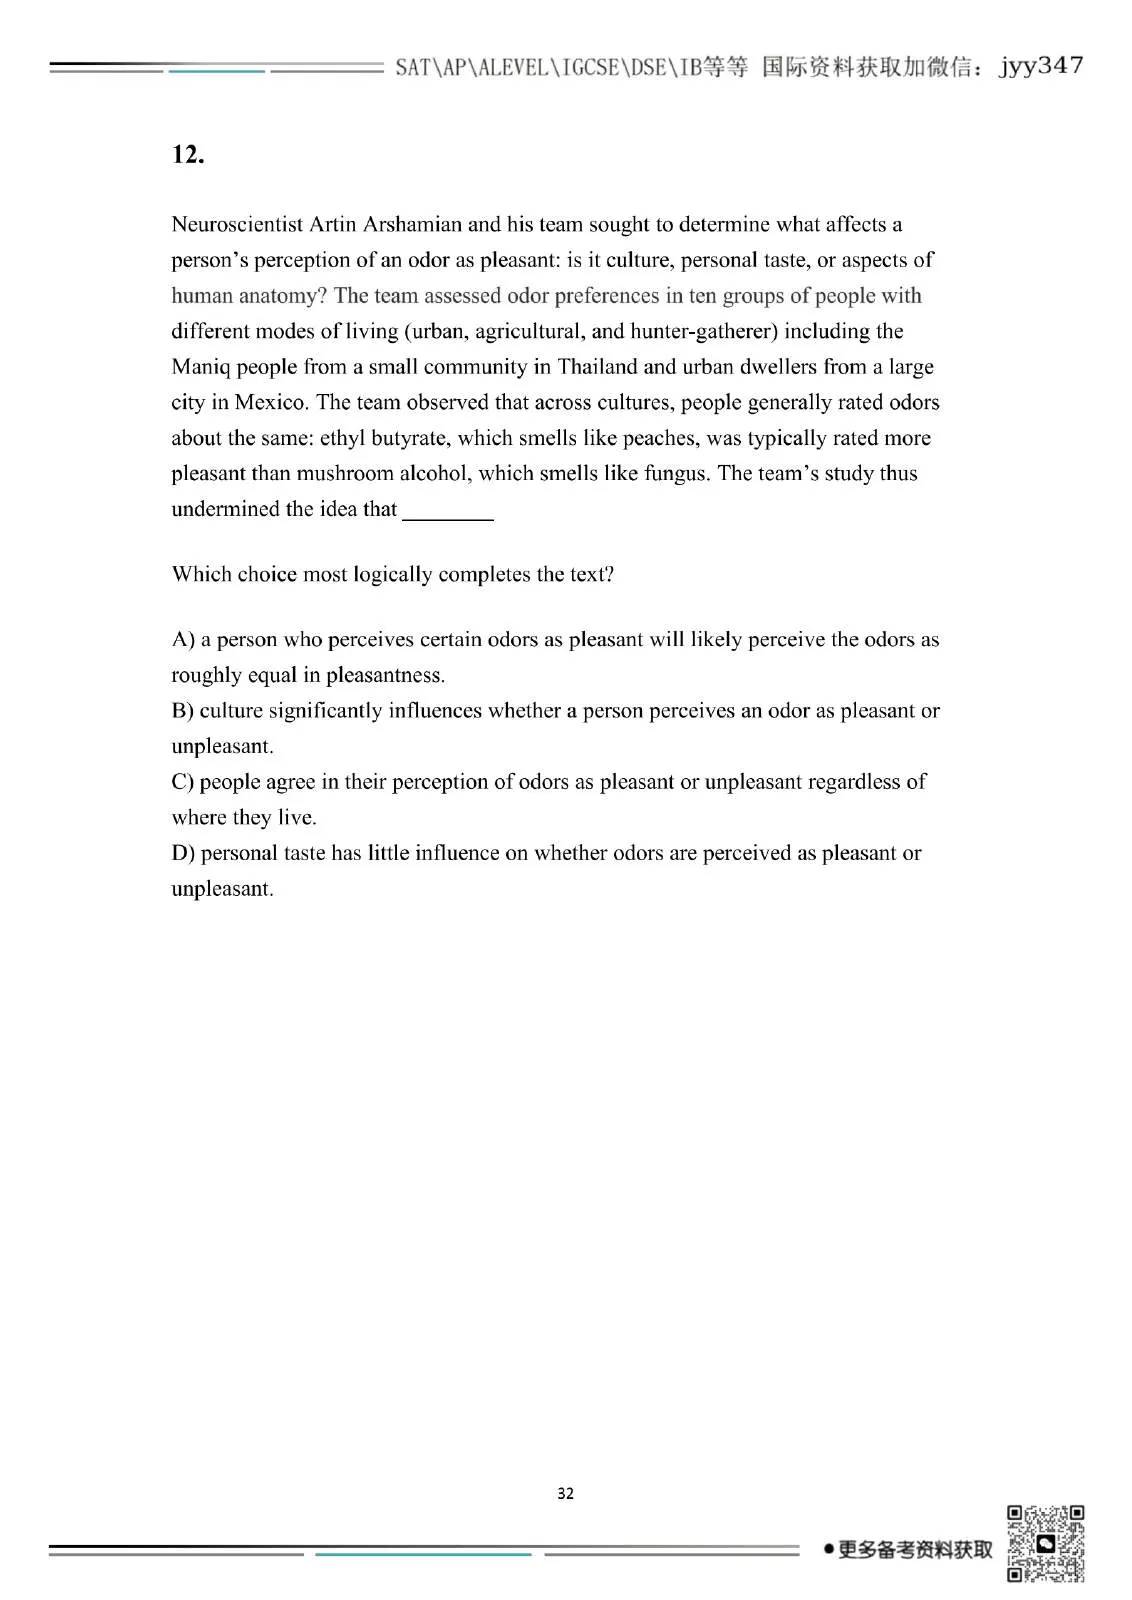 SAT\AP\ALEVEL\IGCSE\DSE\IB等等 国际资料获取加微信：jyy347
12.
Neuroscientist Artin Arshamian and his team sought to determine what affects a
person’s perception of an odor as pleasant: is it culture, personal taste, or aspects of
human anatomy? The team assessed odor preferences in ten groups of people with
different modes of living (urban, agricultural, and hunter-gatherer) including the
Maniq people from a small community in Thailand and urban dwellers from a large
city in Mexico. The team observed that across cultures, people generally rated odors
about the same: ethyl butyrate, which smells like peaches, was typically rated more
pleasant than mushroom alcohol, which smells like fungus. The team’s study thus
undermined the idea that ________
Which choice most logically completes the text?
A) a person who perceives certain odors as pleasant will likely perceive the odors as
roughly equal in pleasantness.
B) culture significantly influences whether a person perceives an odor as pleasant or
unpleasant.
C) people agree in their perception of odors as pleasant or unpleasant regardless of
where they live.
D) personal taste has little influence on whether odors are perceived as pleasant or
unpleasant.
32
●更多备考资料获取